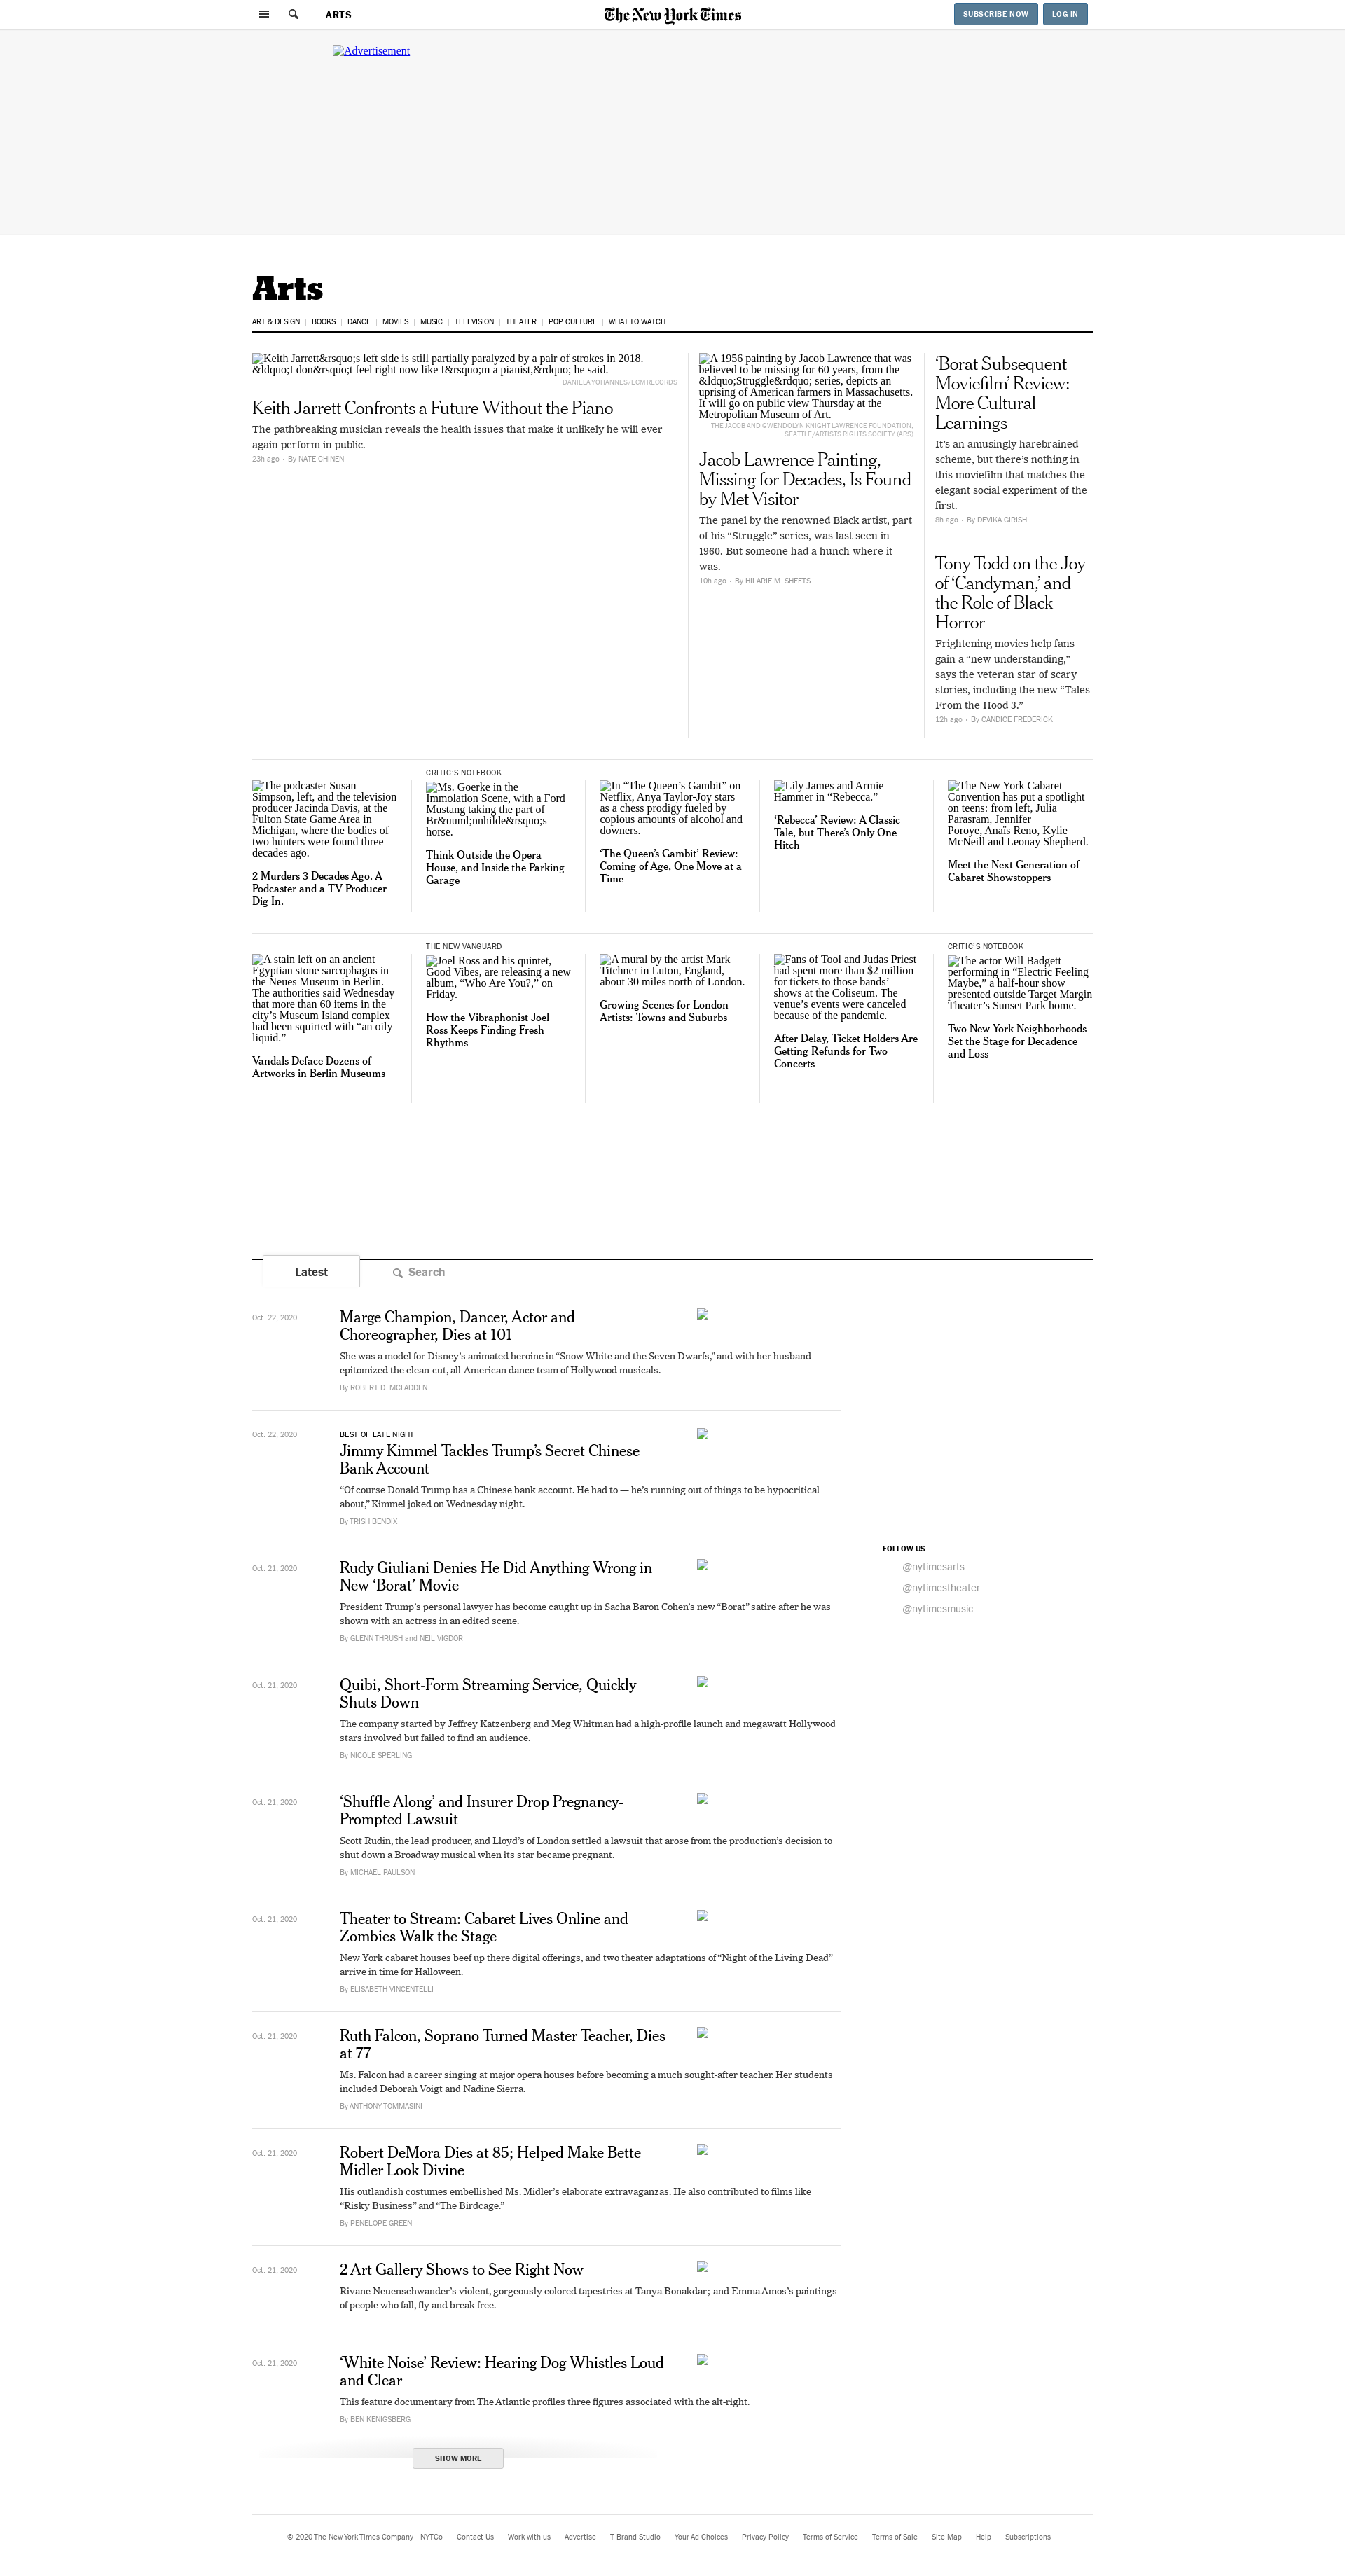 ARTS
The New York Times
SUBSCRIBE NOW
LOG IN
Advertisement
Arts
ART & DESIGN
BOOKS
DANCE
MOVIES
MUSIC
TELEVISION
THEATER
POP CULTURE
WHAT TO WATCH
Keith Jarrett&rsquo;s left side is still partially paralyzed by a pair of strokes in 2018.
&ldquo;I don&rsquo;t feel right now like I&rsquo;m a pianist,&rdquo; he said.
DANIELA YOHANNES/ECM RECORDS
Keith Jarrett Confronts a Future Without the Piano
The pathbreaking musician reveals the health issues that make it unlikely he will ever
again perform in public.
23h ago • By NATE CHINEN
A 1956 painting by Jacob Lawrence that was
believed to be missing for 60 years, from the
&ldquo;Struggle&rdquo; series, depicts an
uprising of American farmers in Massachusetts.
It will go on public view Thursday at the
Metropolitan Museum of Art.
THE JACOB AND GWENDOLYN KNIGHT LAWRENCE FOUNDATION,
SEATTLE/ARTISTS RIGHTS SOCIETY (ARS)
Jacob Lawrence Painting,
Missing for Decades, Is Found
by Met Visitor
The panel by the renowned Black artist, part
of his “Struggle” series, was last seen in
1960. But someone had a hunch where it
was.
10h ago • By HILARIE M. SHEETS
‘Borat Subsequent
Moviefilm’ Review:
More Cultural
Learnings
It’s an amusingly harebrained
scheme, but there’s nothing in
this moviefilm that matches the
elegant social experiment of the
first.
8h ago • By DEVIKA GIRISH
Tony Todd on the Joy
of ‘Candyman,’ and
the Role of Black
Horror
Frightening movies help fans
gain a “new understanding,”
says the veteran star of scary
stories, including the new “Tales
From the Hood 3.”
12h ago • By CANDICE FREDERICK
The podcaster Susan
Simpson, left, and the television
producer Jacinda Davis, at the
Fulton State Game Area in
Michigan, where the bodies of
two hunters were found three
decades ago.
2 Murders 3 Decades Ago. A
Podcaster and a TV Producer
Dig In.
CRITIC’S NOTEBOOK
Ms. Goerke in the
Immolation Scene, with a Ford
Mustang taking the part of
Br&uuml;nnhilde&rsquo;s
horse.
Think Outside the Opera
House, and Inside the Parking
Garage
In “The Queen’s Gambit” on
Netflix, Anya Taylor-Joy stars
as a chess prodigy fueled by
copious amounts of alcohol and
downers.
‘The Queen’s Gambit’ Review:
Coming of Age, One Move at a
Time
Lily James and Armie
Hammer in “Rebecca.”
‘Rebecca’ Review: A Classic
Tale, but There’s Only One
Hitch
The New York Cabaret
Convention has put a spotlight
on teens: from left, Julia
Parasram, Jennifer
Poroye, Anaïs Reno, Kylie
McNeill and Leonay Shepherd.
Meet the Next Generation of
Cabaret Showstoppers
A stain left on an ancient
Egyptian stone sarcophagus in
the Neues Museum in Berlin.
The authorities said Wednesday
that more than 60 items in the
city’s Museum Island complex
had been squirted with “an oily
liquid.”
Vandals Deface Dozens of
Artworks in Berlin Museums
THE NEW VANGUARD
Joel Ross and his quintet,
Good Vibes, are releasing a new
album, “Who Are You?,” on
Friday.
How the Vibraphonist Joel
Ross Keeps Finding Fresh
Rhythms
A mural by the artist Mark
Titchner in Luton, England,
about 30 miles north of London.
Growing Scenes for London
Artists: Towns and Suburbs
Fans of Tool and Judas Priest
had spent more than $2 million
for tickets to those bands’
shows at the Coliseum. The
venue’s events were canceled
because of the pandemic.
After Delay, Ticket Holders Are
Getting Refunds for Two
Concerts
CRITIC’S NOTEBOOK
The actor Will Badgett
performing in “Electric Feeling
Maybe,” a half-hour show
presented outside Target Margin
Theater’s Sunset Park home.
Two New York Neighborhoods
Set the Stage for Decadence
and Loss
Latest
Search
Oct. 22, 2020
Marge Champion, Dancer, Actor and
Choreographer, Dies at 101
She was a model for Disney’s animated heroine in “Snow White and the Seven Dwarfs,” and with her husband
epitomized the clean-cut, all-American dance team of Hollywood musicals.
By ROBERT D. MCFADDEN
Oct. 22, 2020
BEST OF LATE NIGHT
Jimmy Kimmel Tackles Trump’s Secret Chinese
Bank Account
“Of course Donald Trump has a Chinese bank account. He had to — he’s running out of things to be hypocritical
about,” Kimmel joked on Wednesday night.
By TRISH BENDIX
FOLLOW US
@nytimesarts
@nytimestheater
@nytimesmusic
Oct. 21, 2020
Rudy Giuliani Denies He Did Anything Wrong in
New ‘Borat’ Movie
President Trump’s personal lawyer has become caught up in Sacha Baron Cohen’s new “Borat” satire after he was
shown with an actress in an edited scene.
By GLENN THRUSH and NEIL VIGDOR
Oct. 21, 2020
Quibi, Short-Form Streaming Service, Quickly
Shuts Down
The company started by Jeffrey Katzenberg and Meg Whitman had a high-profile launch and megawatt Hollywood
stars involved but failed to find an audience.
By NICOLE SPERLING
Oct. 21, 2020
‘Shuffle Along’ and Insurer Drop Pregnancy-
Prompted Lawsuit
Scott Rudin, the lead producer, and Lloyd’s of London settled a lawsuit that arose from the production’s decision to
shut down a Broadway musical when its star became pregnant.
By MICHAEL PAULSON
Oct. 21, 2020
Theater to Stream: Cabaret Lives Online and
Zombies Walk the Stage
New York cabaret houses beef up there digital offerings, and two theater adaptations of “Night of the Living Dead”
arrive in time for Halloween.
By ELISABETH VINCENTELLI
Oct. 21, 2020
Ruth Falcon, Soprano Turned Master Teacher, Dies
at 77
Ms. Falcon had a career singing at major opera houses before becoming a much sought-after teacher. Her students
included Deborah Voigt and Nadine Sierra.
By ANTHONY TOMMASINI
Oct. 21, 2020
Robert DeMora Dies at 85; Helped Make Bette
Midler Look Divine
His outlandish costumes embellished Ms. Midler’s elaborate extravaganzas. He also contributed to films like
“Risky Business” and “The Birdcage.”
By PENELOPE GREEN
Oct. 21, 2020
2 Art Gallery Shows to See Right Now
Rivane Neuenschwander’s violent, gorgeously colored tapestries at Tanya Bonakdar; and Emma Amos’s paintings
of people who fall, fly and break free.
Oct. 21, 2020
‘White Noise’ Review: Hearing Dog Whistles Loud
and Clear
This feature documentary from The Atlantic profiles three figures associated with the alt-right.
By BEN KENIGSBERG
SHOW MORE
© 2020 The New York Times Company
NYTCo
Contact Us
Work with us
Advertise
T Brand Studio
Your Ad Choices
Privacy Policy
Terms of Service
Terms of Sale
Site Map
Help
Subscriptions